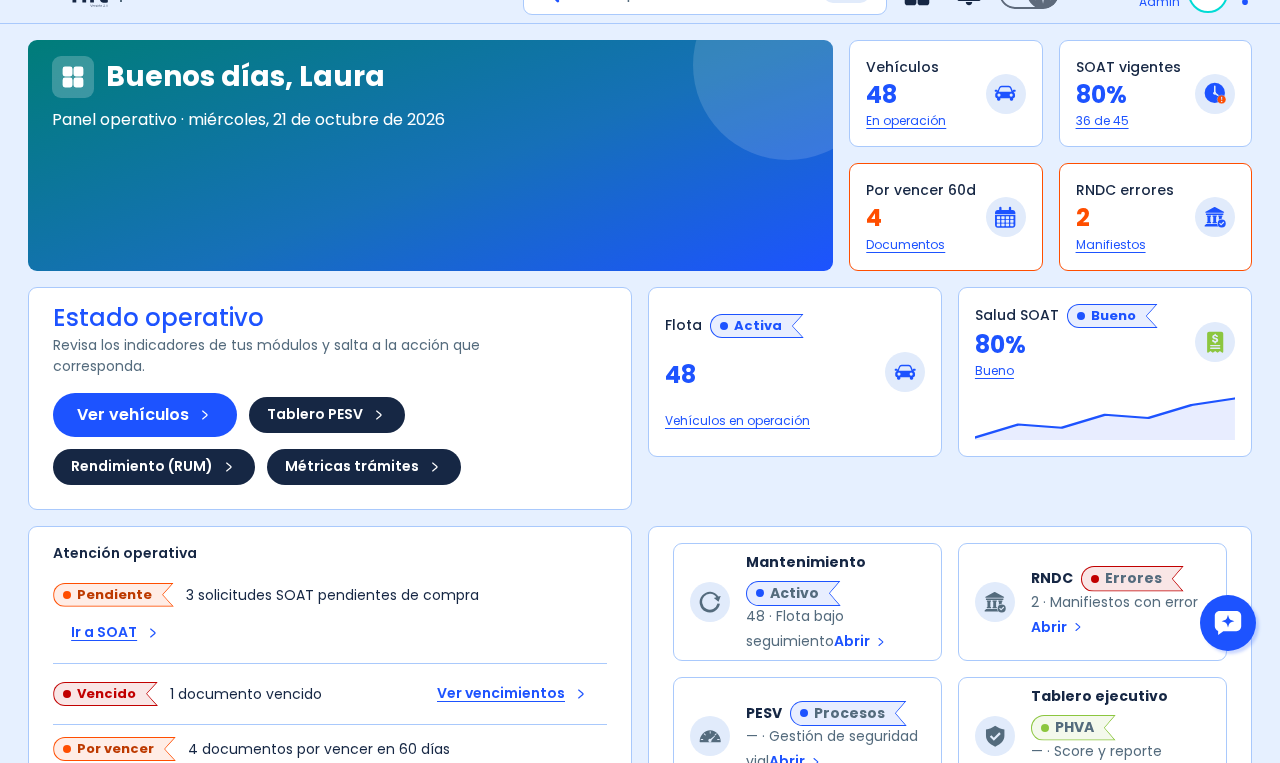 Admin
Buenos días, Laura
Panel operativo · miércoles, 21 de octubre de 2026
Vehículos
48
En operación
SOAT vigentes
80%
36 de 45
Por vencer 60d
4
Documentos
RNDC errores
2
Manifiestos
Estado operativo
Revisa los indicadores de tus módulos y salta a la acción que
corresponda.
Ver vehículos
Tablero PESV
Rendimiento (RUM)
Métricas trámites
Flota Activa
48
Vehículos en operación
Salud SOAT Bueno
80%
Bueno
Atención operativa
Pendiente 3 solicitudes SOAT pendientes de compra
Ir a SOAT
Vencido 1 documento vencido Ver vencimientos
Por vencer 4 documentos por vencer en 60 días
Mantenimiento
Activo
48 · Flota bajo
seguimientoAbrir
RNDC Errores
2 · Manifiestos con error
Abrir
PESV Procesos
— · Gestión de seguridad
vialAbrir
Tablero ejecutivo
PHVA
— · Score y reporte